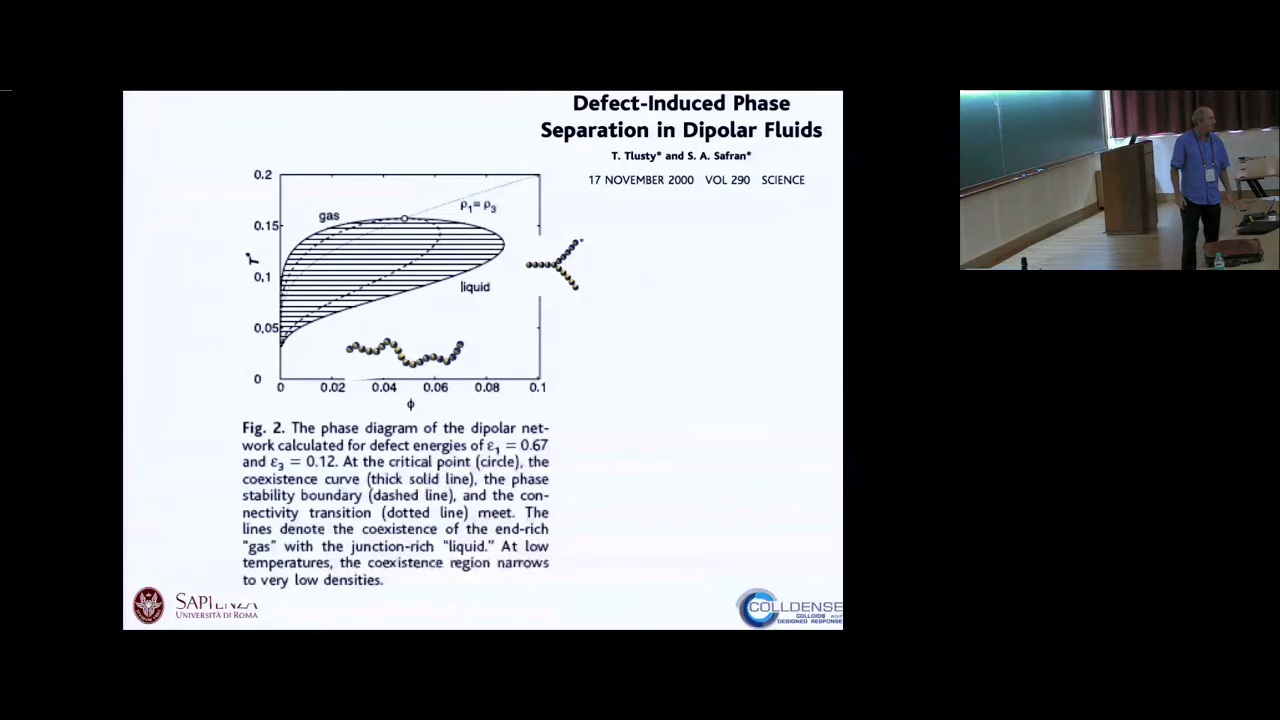 Defect-Induced Phase
Separation in Dipolar Fluids
T. Tlusty* and S. A. Safran*
17 NOVEMBER 2000 VOL 290 SCIENCE
0.2
0.15
0,1
0,05
0
T*
gas
ρ₁= ρ₃
liquid
0 0.02 0.04 0.06 0.08 0.1
ϕ
Fig. 2. The phase diagram of the dipolar net-
work calculated for defect energies of ε₁ = 0.67
and ε₃ = 0.12. At the critical point (circle), the
coexistence curve (thick solid line), the phase
stability boundary (dashed line), and the con-
nectivity transition (dotted line) meet. The
lines denote the coexistence of the end-rich
"gas" with the junction-rich "liquid." At low
temperatures, the coexistence region narrows
to very low densities.
SAPIENZA
UNIVERSITÀ DI ROMA
COLLDENSE
COLLOIDS WITH
DESIGNED RESPONSE